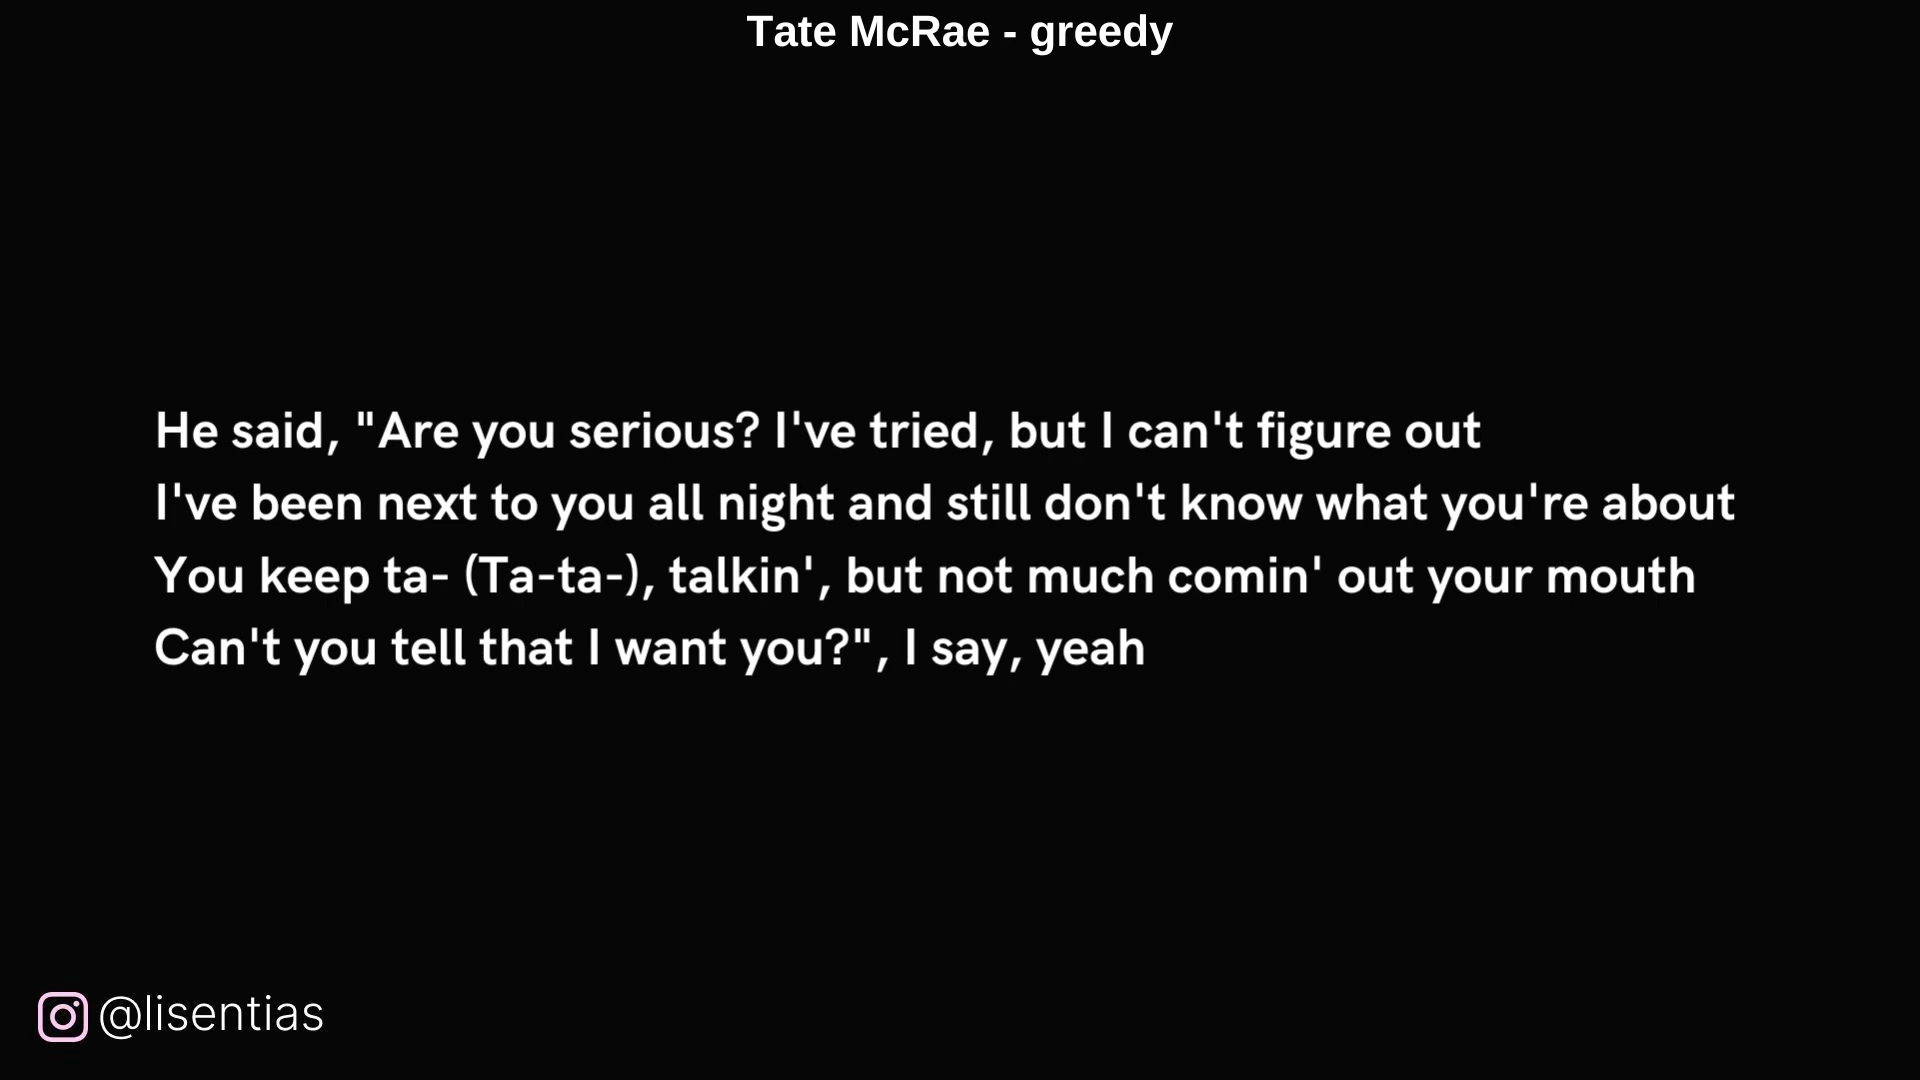 Tate McRae - greedy
He said, "Are you serious? I've tried, but I can't figure out
I've been next to you all night and still don't know what you're about
You keep ta- (Ta-ta-), talkin', but not much comin' out your mouth
Can't you tell that I want you?", I say, yeah
@lisentias